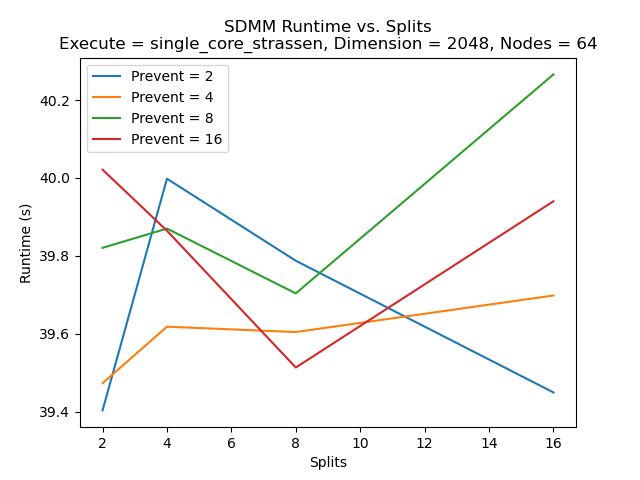 SDMM Runtime vs. Splits
Execute = single_core_strassen, Dimension = 2048, Nodes = 64
Prevent = 2
Prevent = 4
Prevent = 8
Prevent = 16
40.2
40.0
39.8
39.6
39.4
Runtime (s)
2 4 6 8 10 12 14 16
Splits